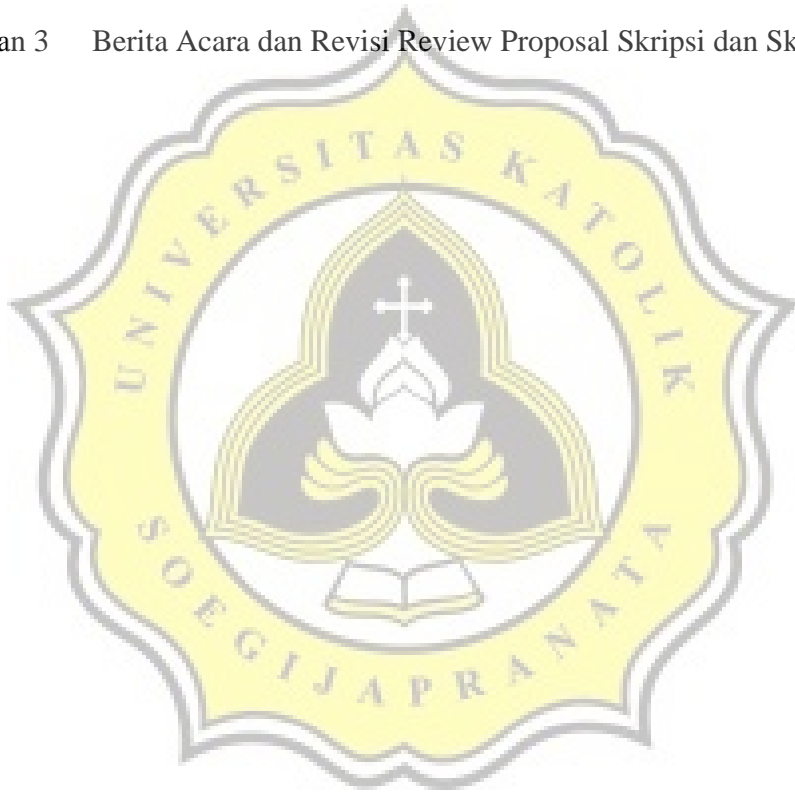 an 3 Berita Acara dan Revisi Review Proposal Skripsi dan Sk
UNIVERSITAS KATOLIK
SOEGIJAPRANATA